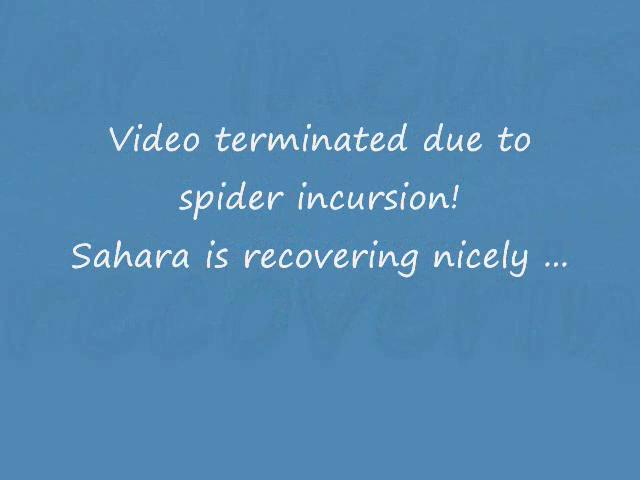 Video terminated due to
spider incursion!
Sahara is recovering nicely ...